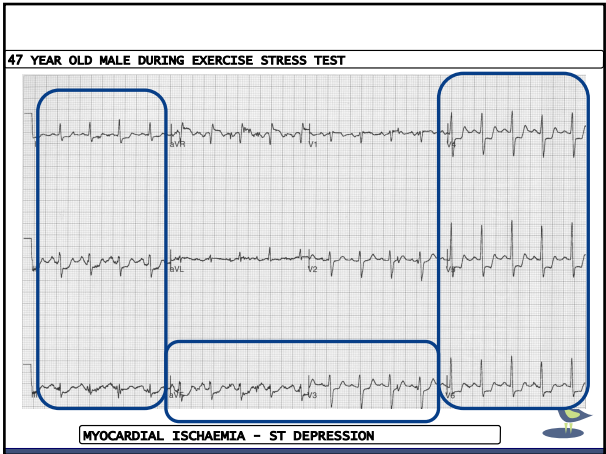 47 YEAR OLD MALE DURING EXERCISE STRESS TEST
aVR
V1
V4
aVL
V2
aVF
V3
V6
MYOCARDIAL ISCHAEMIA – ST DEPRESSION